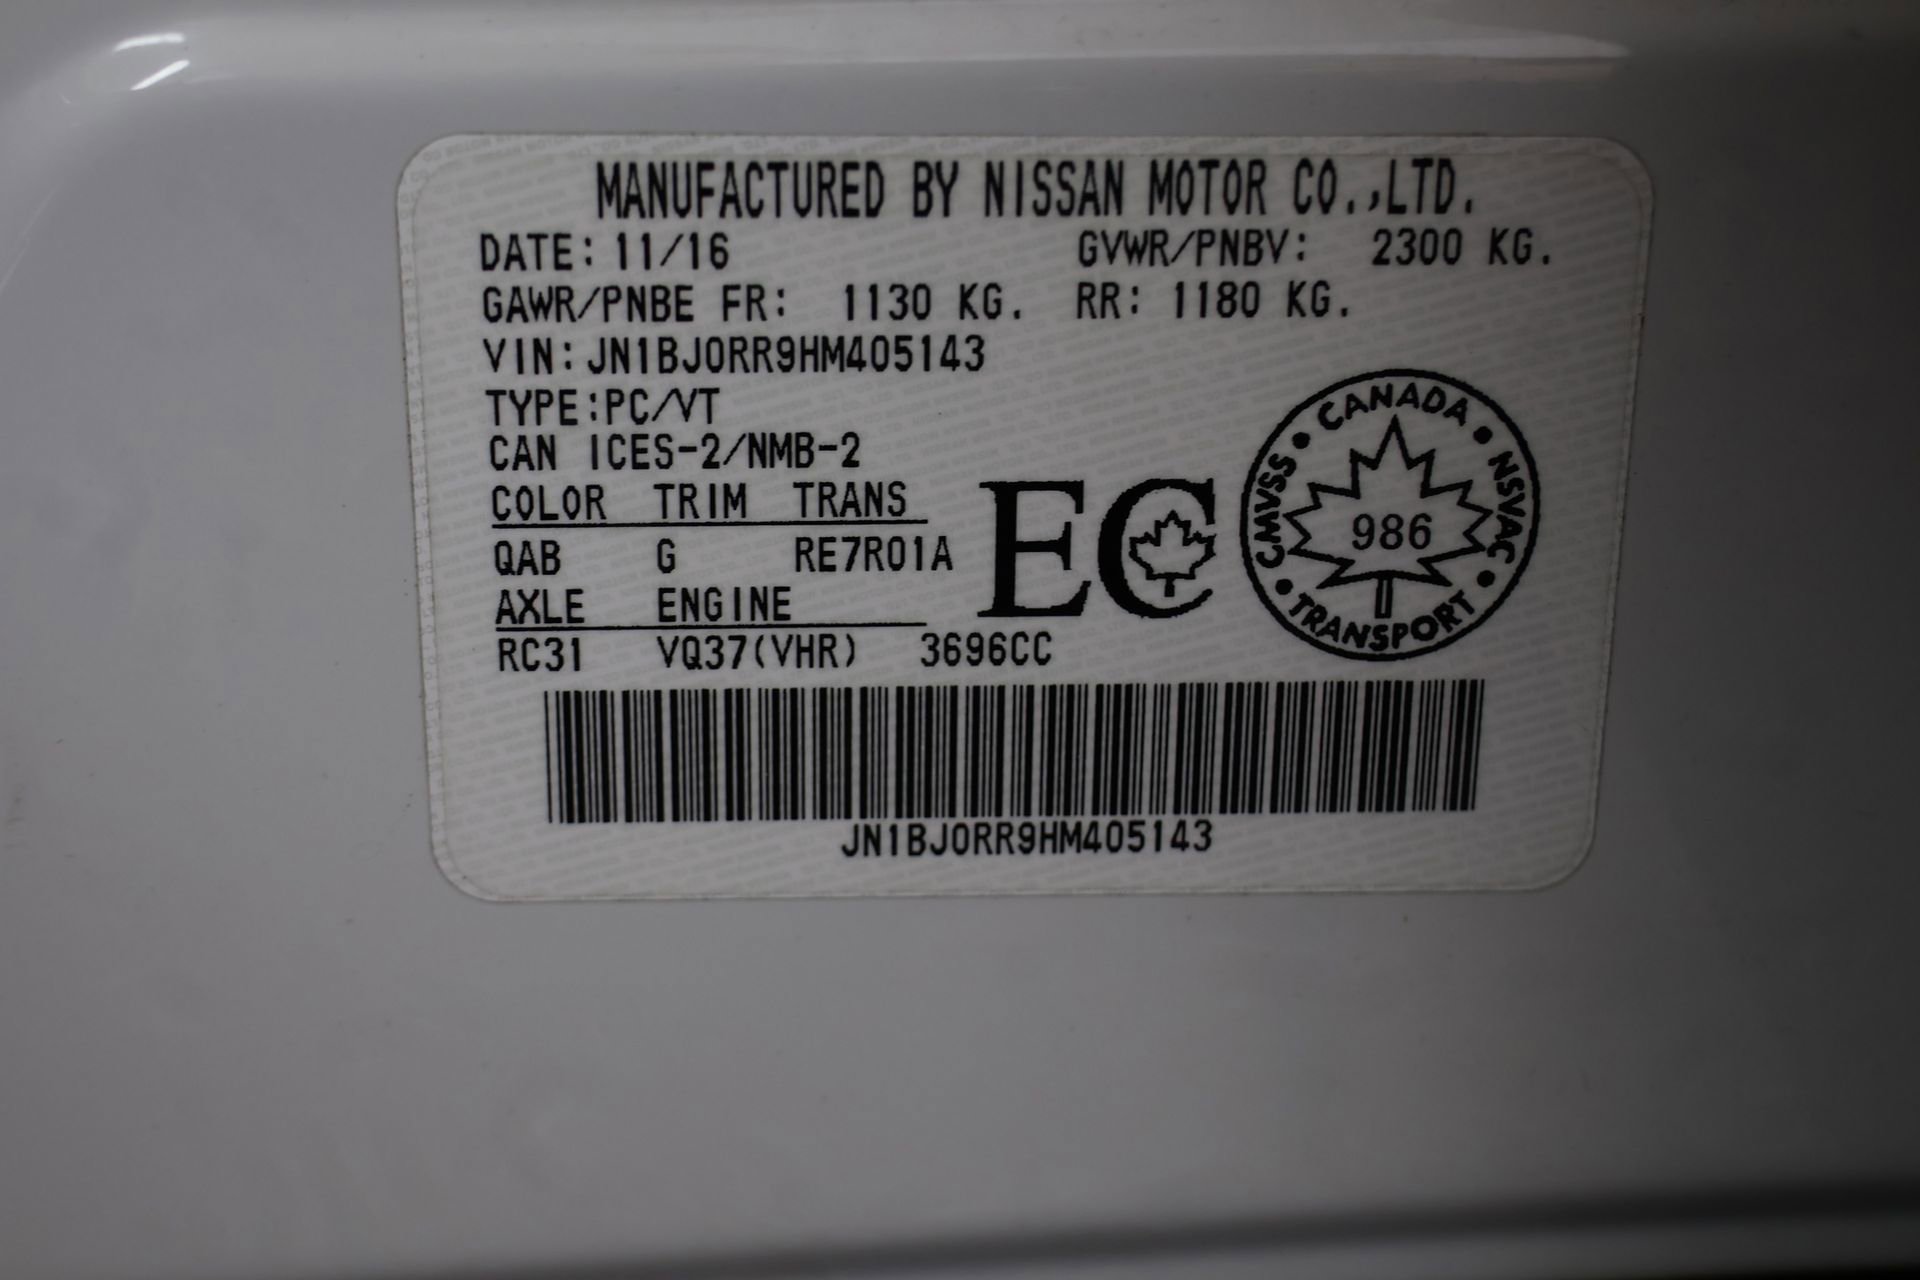 MANUFACTURED BY NISSAN MOTOR CO.,LTD.
DATE: 11/16 GVWR/PNBV: 2300 KG.
GAWR/PNBE FR: 1130 KG. RR: 1180 KG.
VIN: JN1BJ0RR9HM405143
TYPE:PC/VT
CAN ICES-2/NMB-2
COLOR TRIM TRANS
QAB G RE7R01A
AXLE ENGINE
RC31 VQ37(VHR) 3696CC
EC
CANADA • NSVAC • TRANSPORT • CMVSS •
986
JN1BJ0RR9HM405143